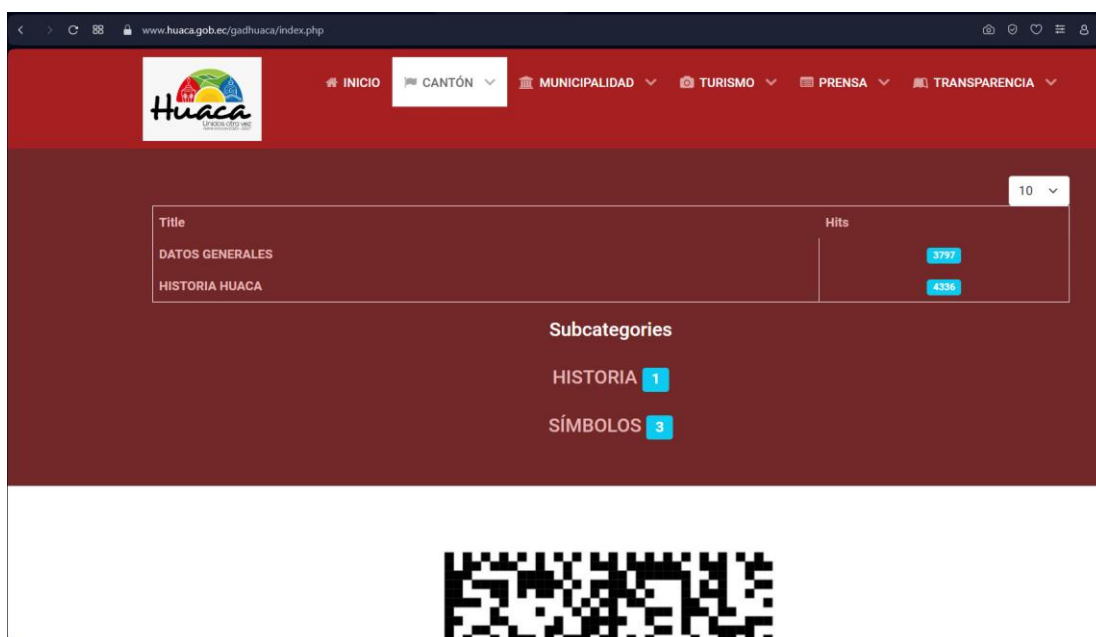 www.huaca.gob.ec/gadhuaca/index.php
Huaca
Unidos otra vez
INICIO
CANTÓN
MUNICIPALIDAD
TURISMO
PRENSA
TRANSPARENCIA
10
Title Hits
DATOS GENERALES 3797
HISTORIA HUACA 4336
Subcategories
HISTORIA 1
SÍMBOLOS 3